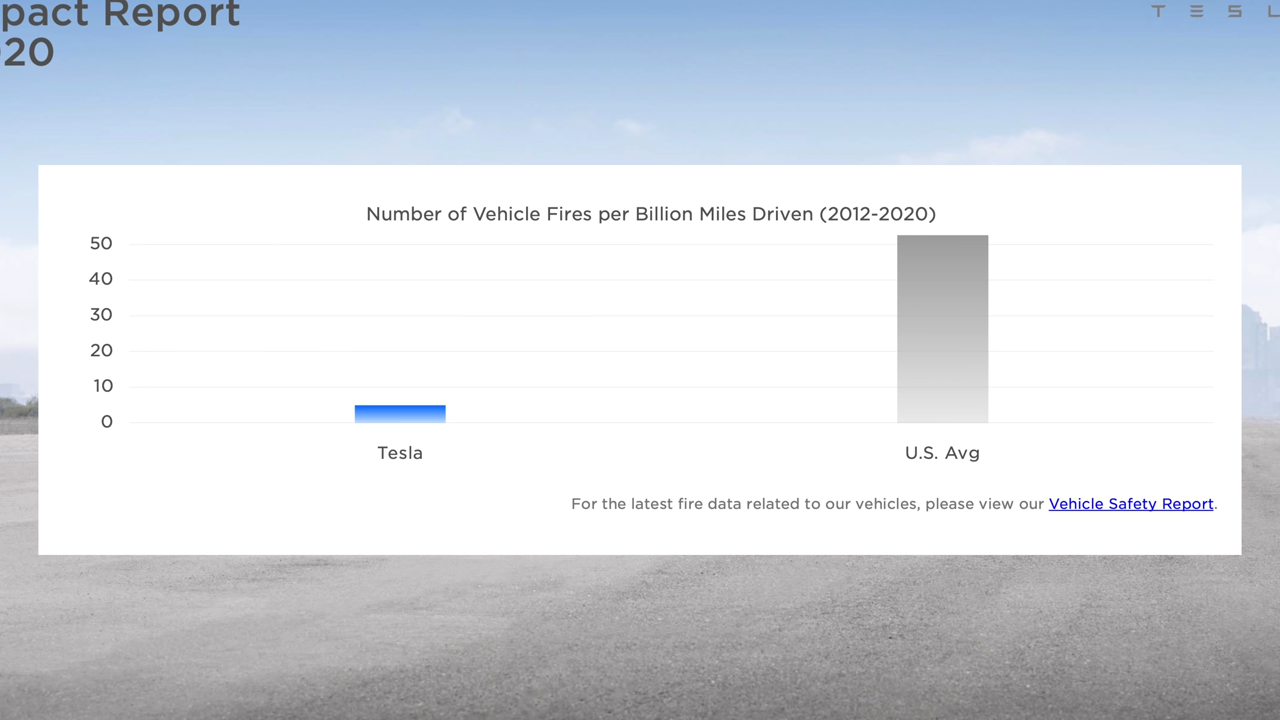 pact Report
20
T E S L
Number of Vehicle Fires per Billion Miles Driven (2012-2020)
50
40
30
20
10
0
Tesla
U.S. Avg
For the latest fire data related to our vehicles, please view our Vehicle Safety Report.